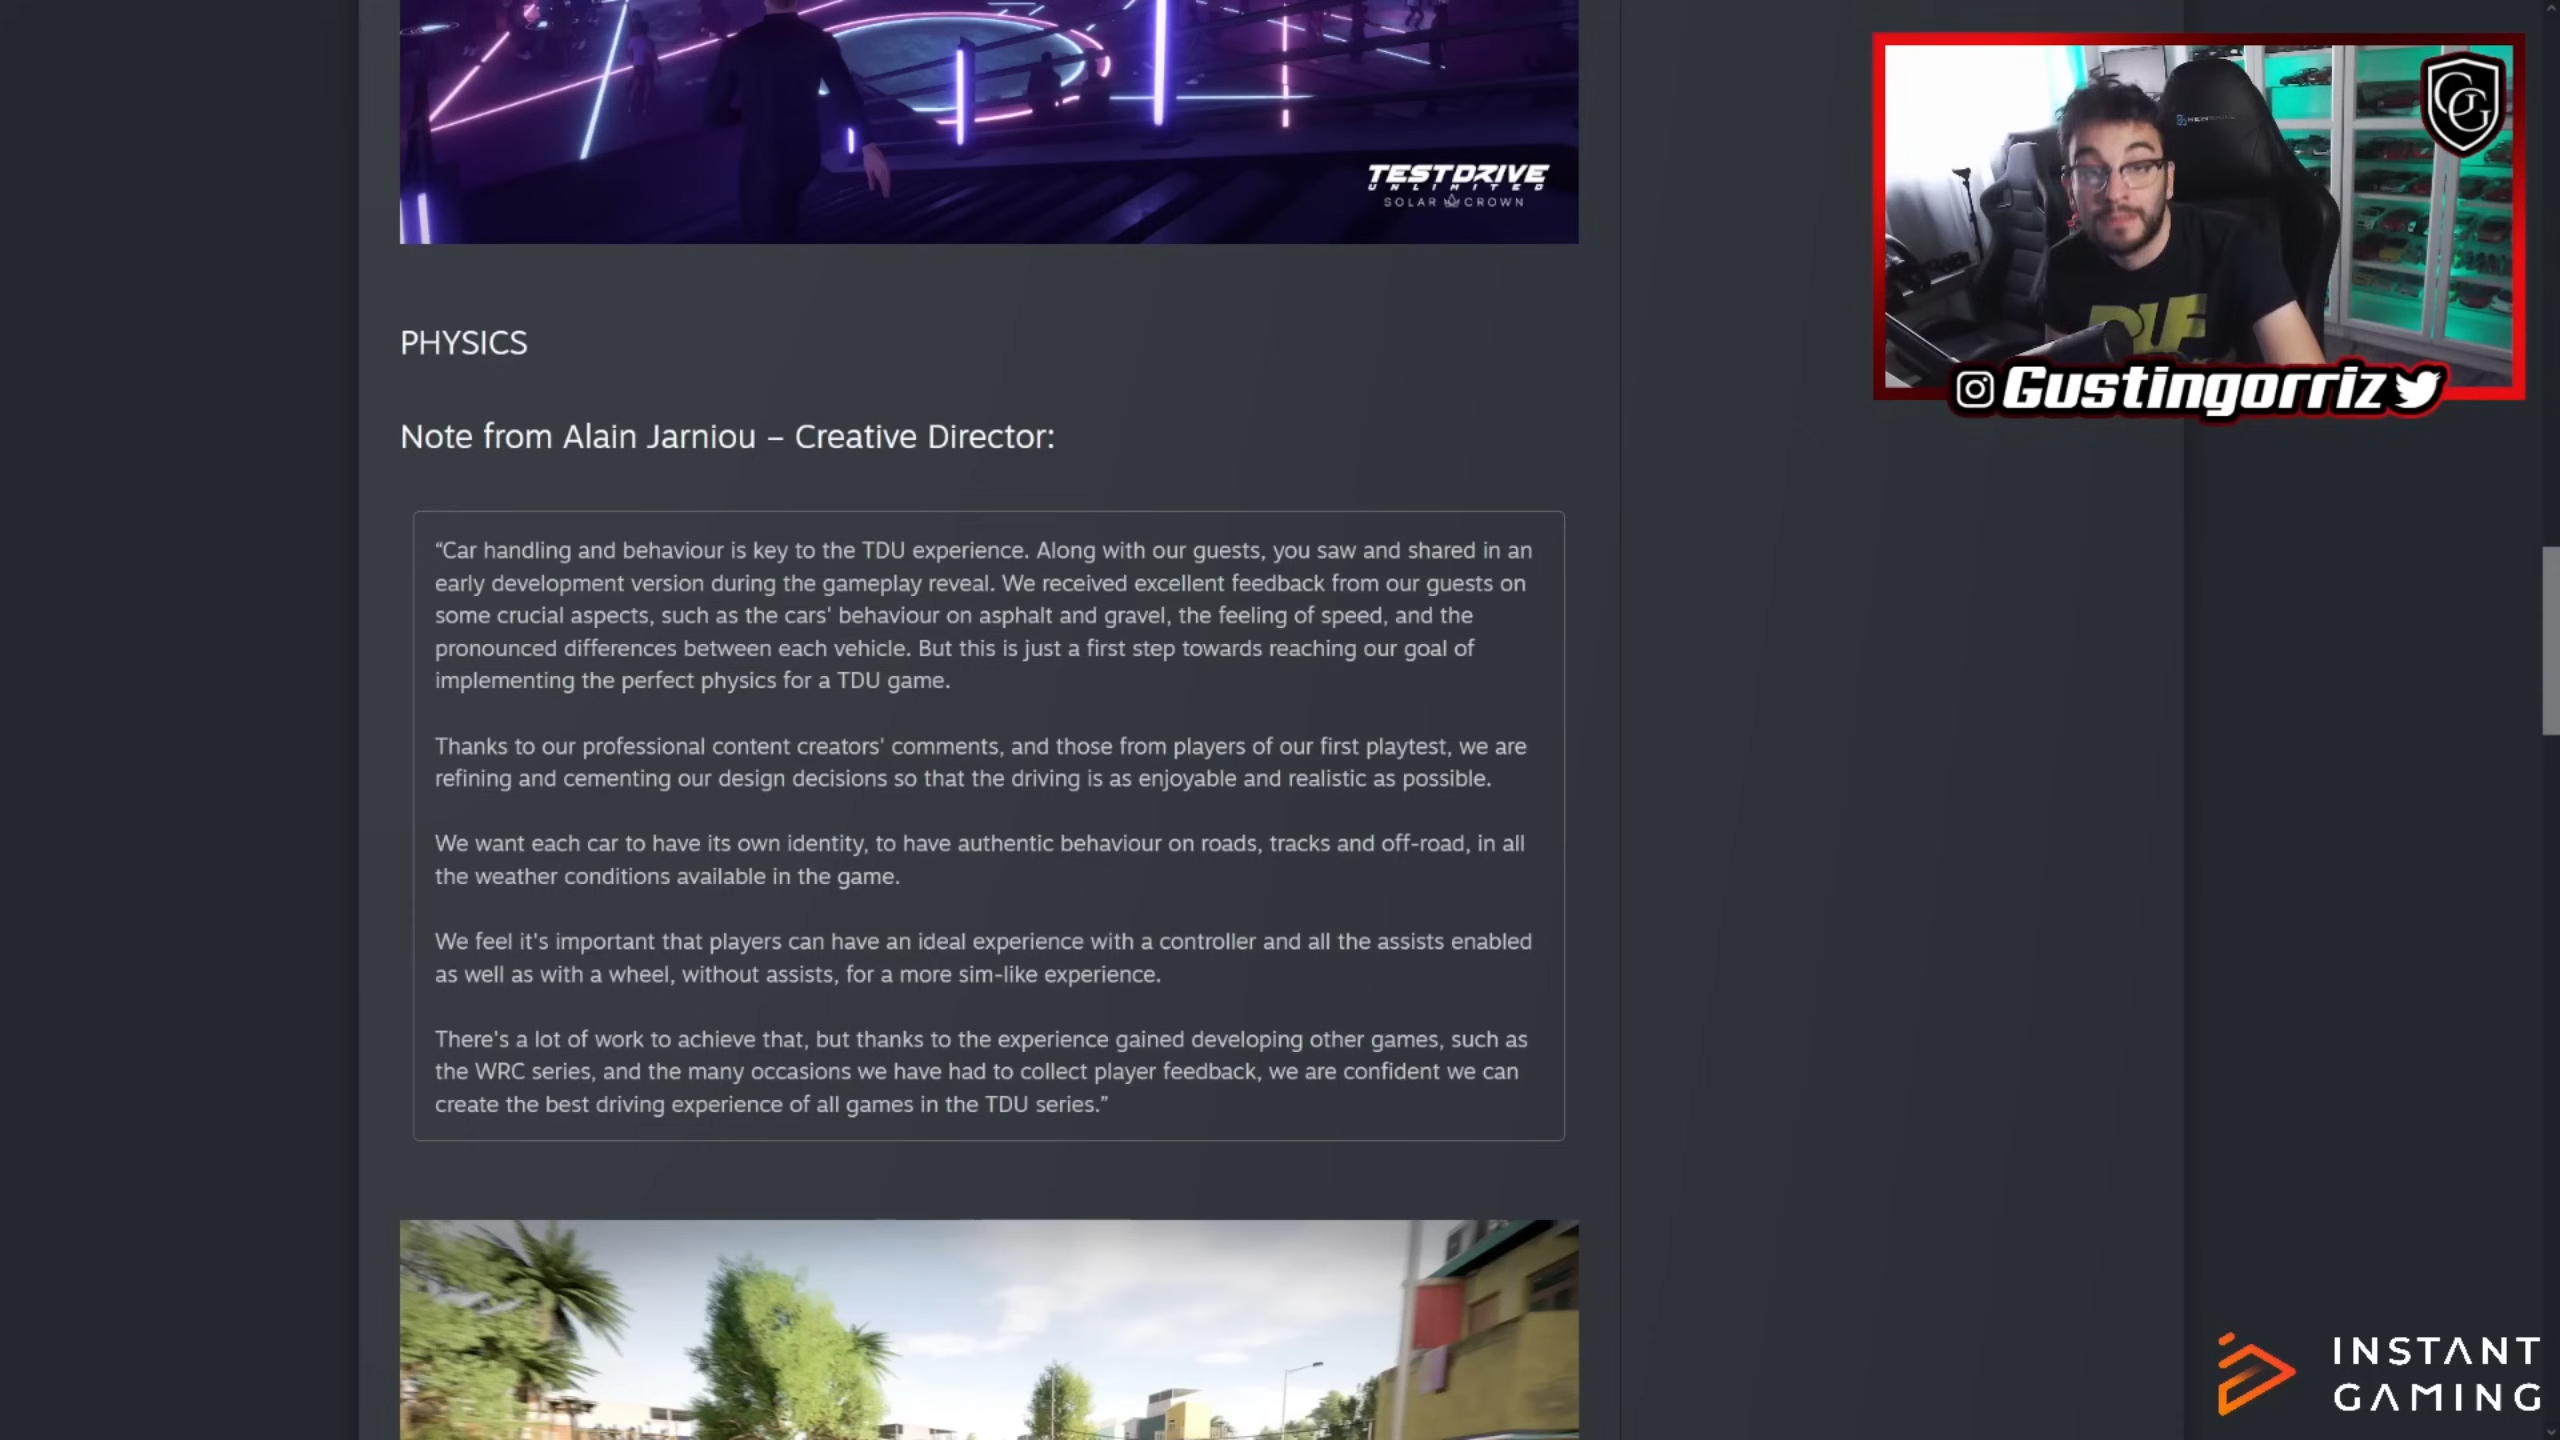 TESTDRIVE
UNLIMITED
SOLAR CROWN
Gustingorriz
PHYSICS
Note from Alain Jarniou – Creative Director:
“Car handling and behaviour is key to the TDU experience. Along with our guests, you saw and shared in an
early development version during the gameplay reveal. We received excellent feedback from our guests on
some crucial aspects, such as the cars' behaviour on asphalt and gravel, the feeling of speed, and the
pronounced differences between each vehicle. But this is just a first step towards reaching our goal of
implementing the perfect physics for a TDU game.
Thanks to our professional content creators' comments, and those from players of our first playtest, we are
refining and cementing our design decisions so that the driving is as enjoyable and realistic as possible.
We want each car to have its own identity, to have authentic behaviour on roads, tracks and off-road, in all
the weather conditions available in the game.
We feel it's important that players can have an ideal experience with a controller and all the assists enabled
as well as with a wheel, without assists, for a more sim-like experience.
There's a lot of work to achieve that, but thanks to the experience gained developing other games, such as
the WRC series, and the many occasions we have had to collect player feedback, we are confident we can
create the best driving experience of all games in the TDU series.”
INSTANT
GAMING